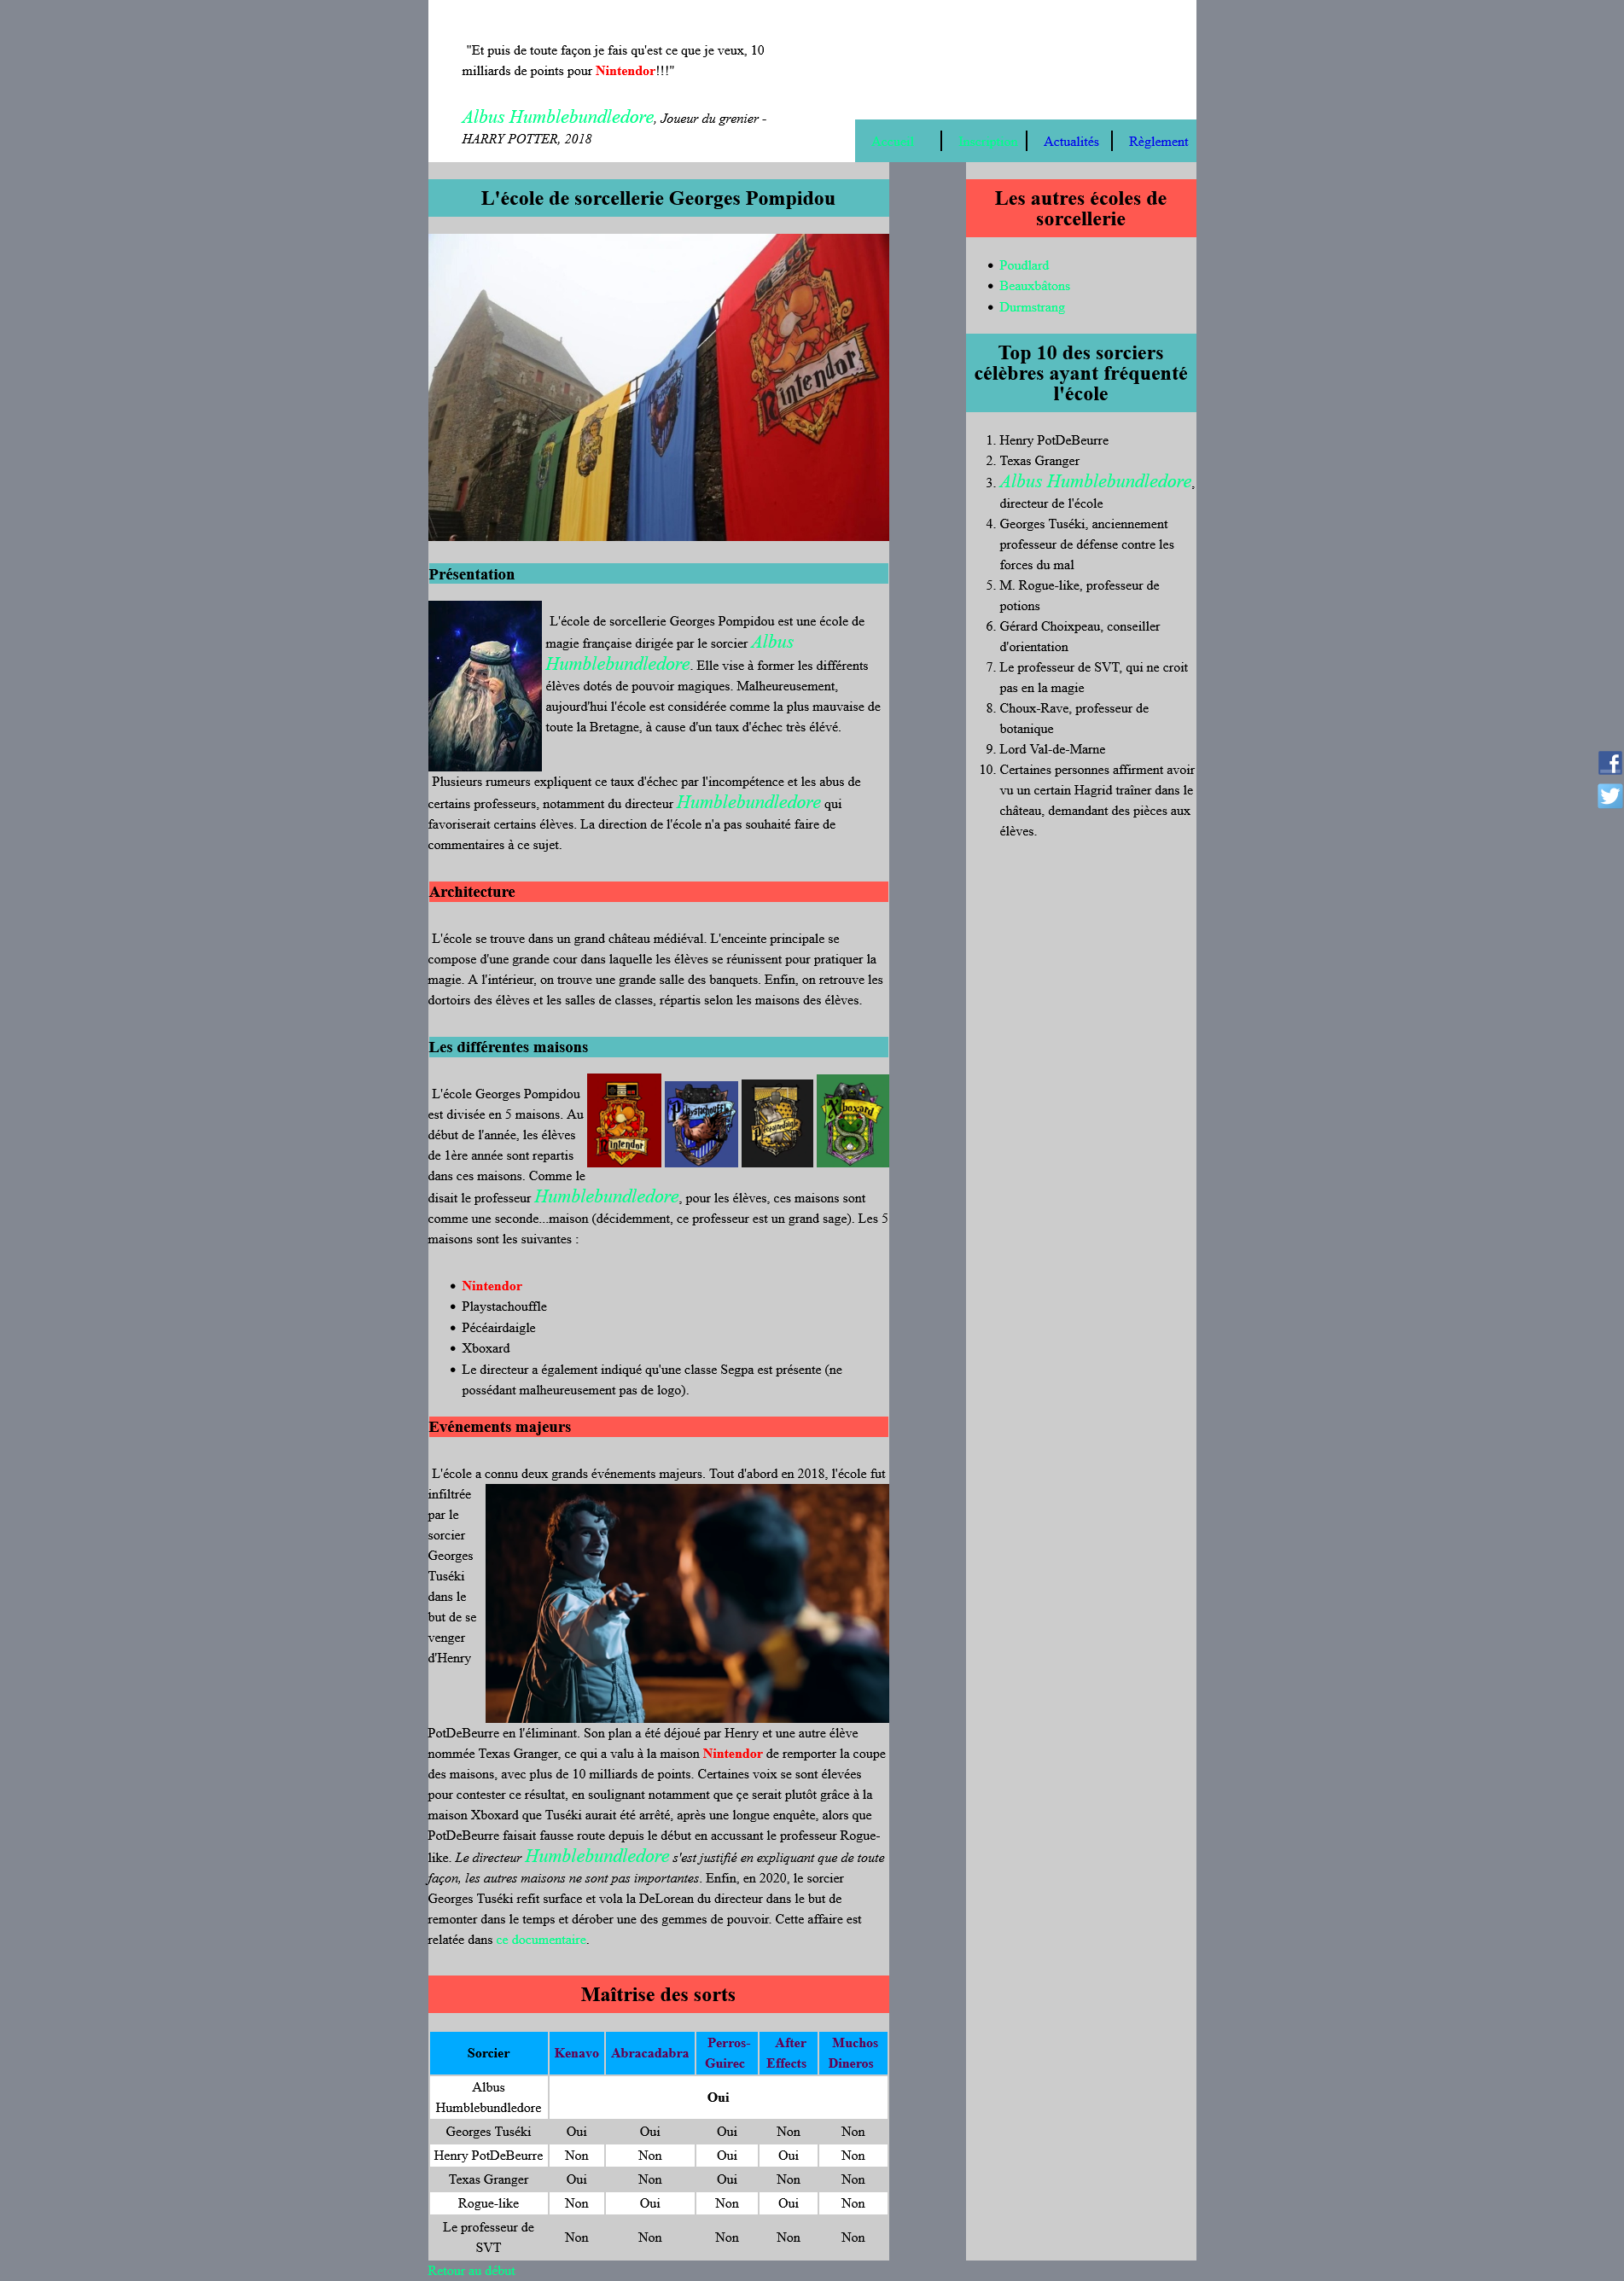 "Et puis de toute façon je fais qu'est ce que je veux, 10
milliards de points pour Nintendor!!!"
Albus Humblebundledore, Joueur du grenier -
HARRY POTTER, 2018
Accueil
Inscription
Actualités
Règlement
L'école de sorcellerie Georges Pompidou
Nintendor
Présentation
L'école de sorcellerie Georges Pompidou est une école de
magie française dirigée par le sorcier Albus
Humblebundledore. Elle vise à former les différents
élèves dotés de pouvoir magiques. Malheureusement,
aujourd'hui l'école est considérée comme la plus mauvaise de
toute la Bretagne, à cause d'un taux d'échec très élévé.
Plusieurs rumeurs expliquent ce taux d'échec par l'incompétence et les abus de
certains professeurs, notamment du directeur Humblebundledore qui
favoriserait certains élèves. La direction de l'école n'a pas souhaité faire de
commentaires à ce sujet.
Architecture
L'école se trouve dans un grand château médiéval. L'enceinte principale se
compose d'une grande cour dans laquelle les élèves se réunissent pour pratiquer la
magie. A l'intérieur, on trouve une grande salle des banquets. Enfin, on retrouve les
dortoirs des élèves et les salles de classes, répartis selon les maisons des élèves.
Les différentes maisons
L'école Georges Pompidou
est divisée en 5 maisons. Au
début de l'année, les élèves
de 1ère année sont repartis
dans ces maisons. Comme le
Nintendor
Playstachouffle
Pécéairdaigle
Xboxard
disait le professeur Humblebundledore, pour les élèves, ces maisons sont
comme une seconde...maison (décidemment, ce professeur est un grand sage). Les 5
maisons sont les suivantes :
• Nintendor
• Playstachouffle
• Pécéairdaigle
• Xboxard
• Le directeur a également indiqué qu'une classe Segpa est présente (ne
possédant malheureusement pas de logo).
Evénements majeurs
L'école a connu deux grands événements majeurs. Tout d'abord en 2018, l'école fut
infiltrée
par le
sorcier
Georges
Tuséki
dans le
but de se
venger
d'Henry
PotDeBeurre en l'éliminant. Son plan a été déjoué par Henry et une autre élève
nommée Texas Granger, ce qui a valu à la maison Nintendor de remporter la coupe
des maisons, avec plus de 10 milliards de points. Certaines voix se sont élevées
pour contester ce résultat, en soulignant notamment que çe serait plutôt grâce à la
maison Xboxard que Tuséki aurait été arrêté, après une longue enquête, alors que
PotDeBeurre faisait fausse route depuis le début en accussant le professeur Rogue-
like. Le directeur Humblebundledore s'est justifié en expliquant que de toute
façon, les autres maisons ne sont pas importantes. Enfin, en 2020, le sorcier
Georges Tuséki refit surface et vola la DeLorean du directeur dans le but de
remonter dans le temps et dérober une des gemmes de pouvoir. Cette affaire est
relatée dans ce documentaire.
Maîtrise des sorts
Sorcier Kenavo Abracadabra Perros-Guirec After Effects Muchos Dineros
Albus Humblebundledore Oui
Georges Tuséki Oui Oui Oui Non Non
Henry PotDeBeurre Non Non Oui Oui Non
Texas Granger Oui Non Oui Non Non
Rogue-like Non Oui Non Oui Non
Le professeur de SVT Non Non Non Non Non
Retour au début
Les autres écoles de
sorcellerie
• Poudlard
• Beauxbâtons
• Durmstrang
Top 10 des sorciers
célèbres ayant fréquenté
l'école
1. Henry PotDeBeurre
2. Texas Granger
3. Albus Humblebundledore,
directeur de l'école
4. Georges Tuséki, anciennement
professeur de défense contre les
forces du mal
5. M. Rogue-like, professeur de
potions
6. Gérard Choixpeau, conseiller
d'orientation
7. Le professeur de SVT, qui ne croit
pas en la magie
8. Choux-Rave, professeur de
botanique
9. Lord Val-de-Marne
10. Certaines personnes affirment avoir
vu un certain Hagrid traîner dans le
château, demandant des pièces aux
élèves.